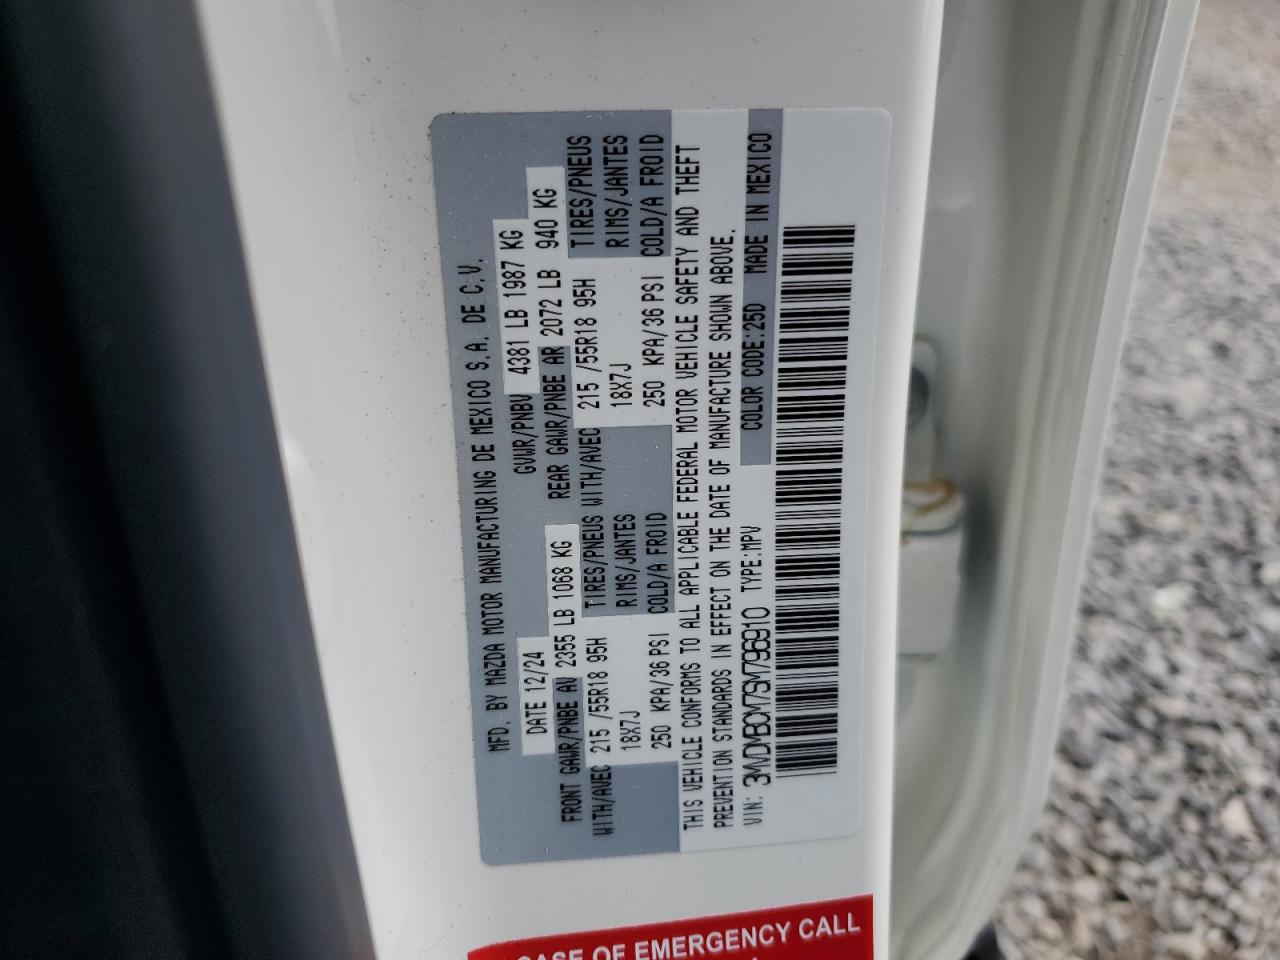 MFD. BY MAZDA MOTOR MANUFACTURING DE MEXICO S.A. DE C.V.
DATE 12/24 GVWR/PNBV 4381 LB 1987 KG
FRONT GAWR/PNBE AV 2355 LB 1068 KG REAR GAWR/PNBE AR 2072 LB 940 KG
WITH/AVEC 215 /55R18 95H TIRES/PNEUS WITH/AVEC 215 /55R18 95H TIRES/PNEUS
18X7J RIMS/JANTES 18X7J RIMS/JANTES
250 KPA/36 PSI COLD/A FROID 250 KPA/36 PSI COLD/A FROID
THIS VEHICLE CONFORMS TO ALL APPLICABLE FEDERAL MOTOR VEHICLE SAFETY AND THEFT
PREVENTION STANDARDS IN EFFECT ON THE DATE OF MANUFACTURE SHOWN ABOVE.
VIN: 3MVDMBCM7SM796910 TYPE:MPV COLOR CODE:25D MADE IN MEXICO
CASE OF EMERGENCY CALL